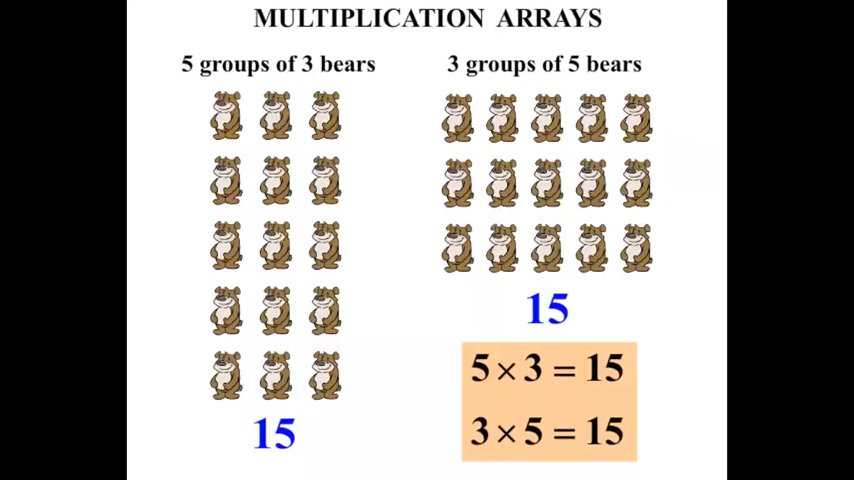 MULTIPLICATION ARRAYS
5 groups of 3 bears
15
3 groups of 5 bears
15
5 × 3 = 15
3 × 5 = 15